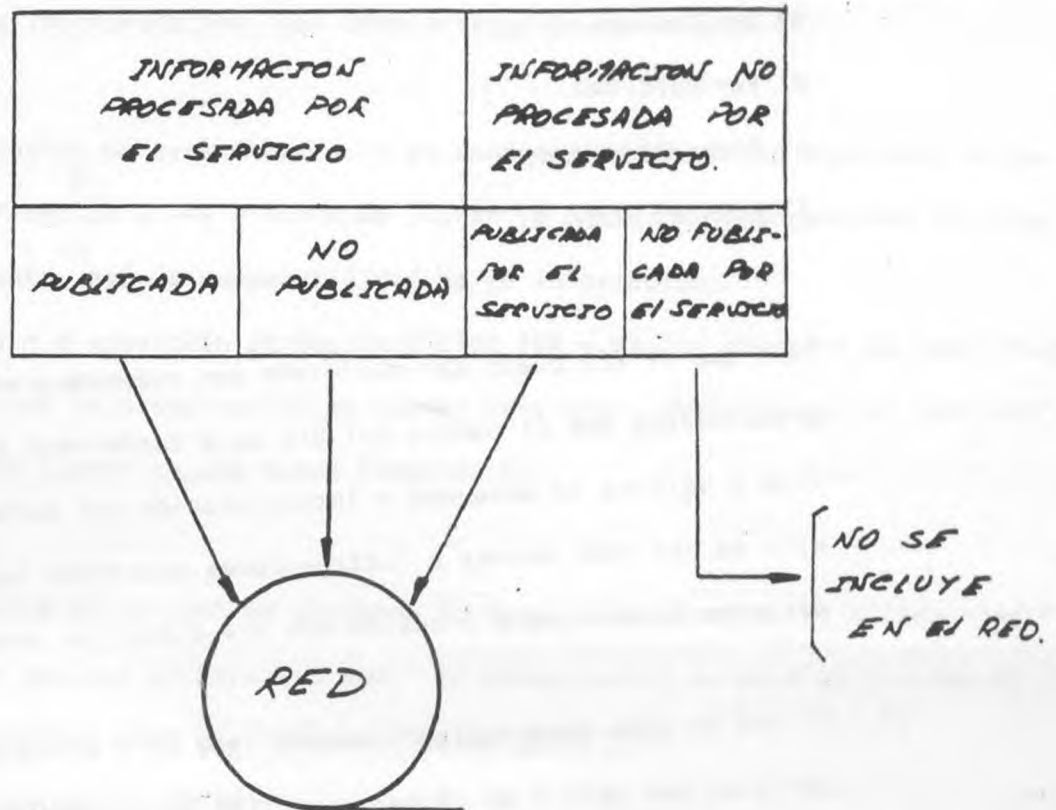 INFORMACION
PROCESADA POR
El SERVICIO
INFORMACION NO
PROCESADA POR
El SERVICIO.
PUBLICADA
NO
PUBLICADA
PUBLICADA
POR El
SERVICIO
NO PUBLI-
CADA POR
El SERVICIO
NO SE
INCLUYE
EN El RED.
RED